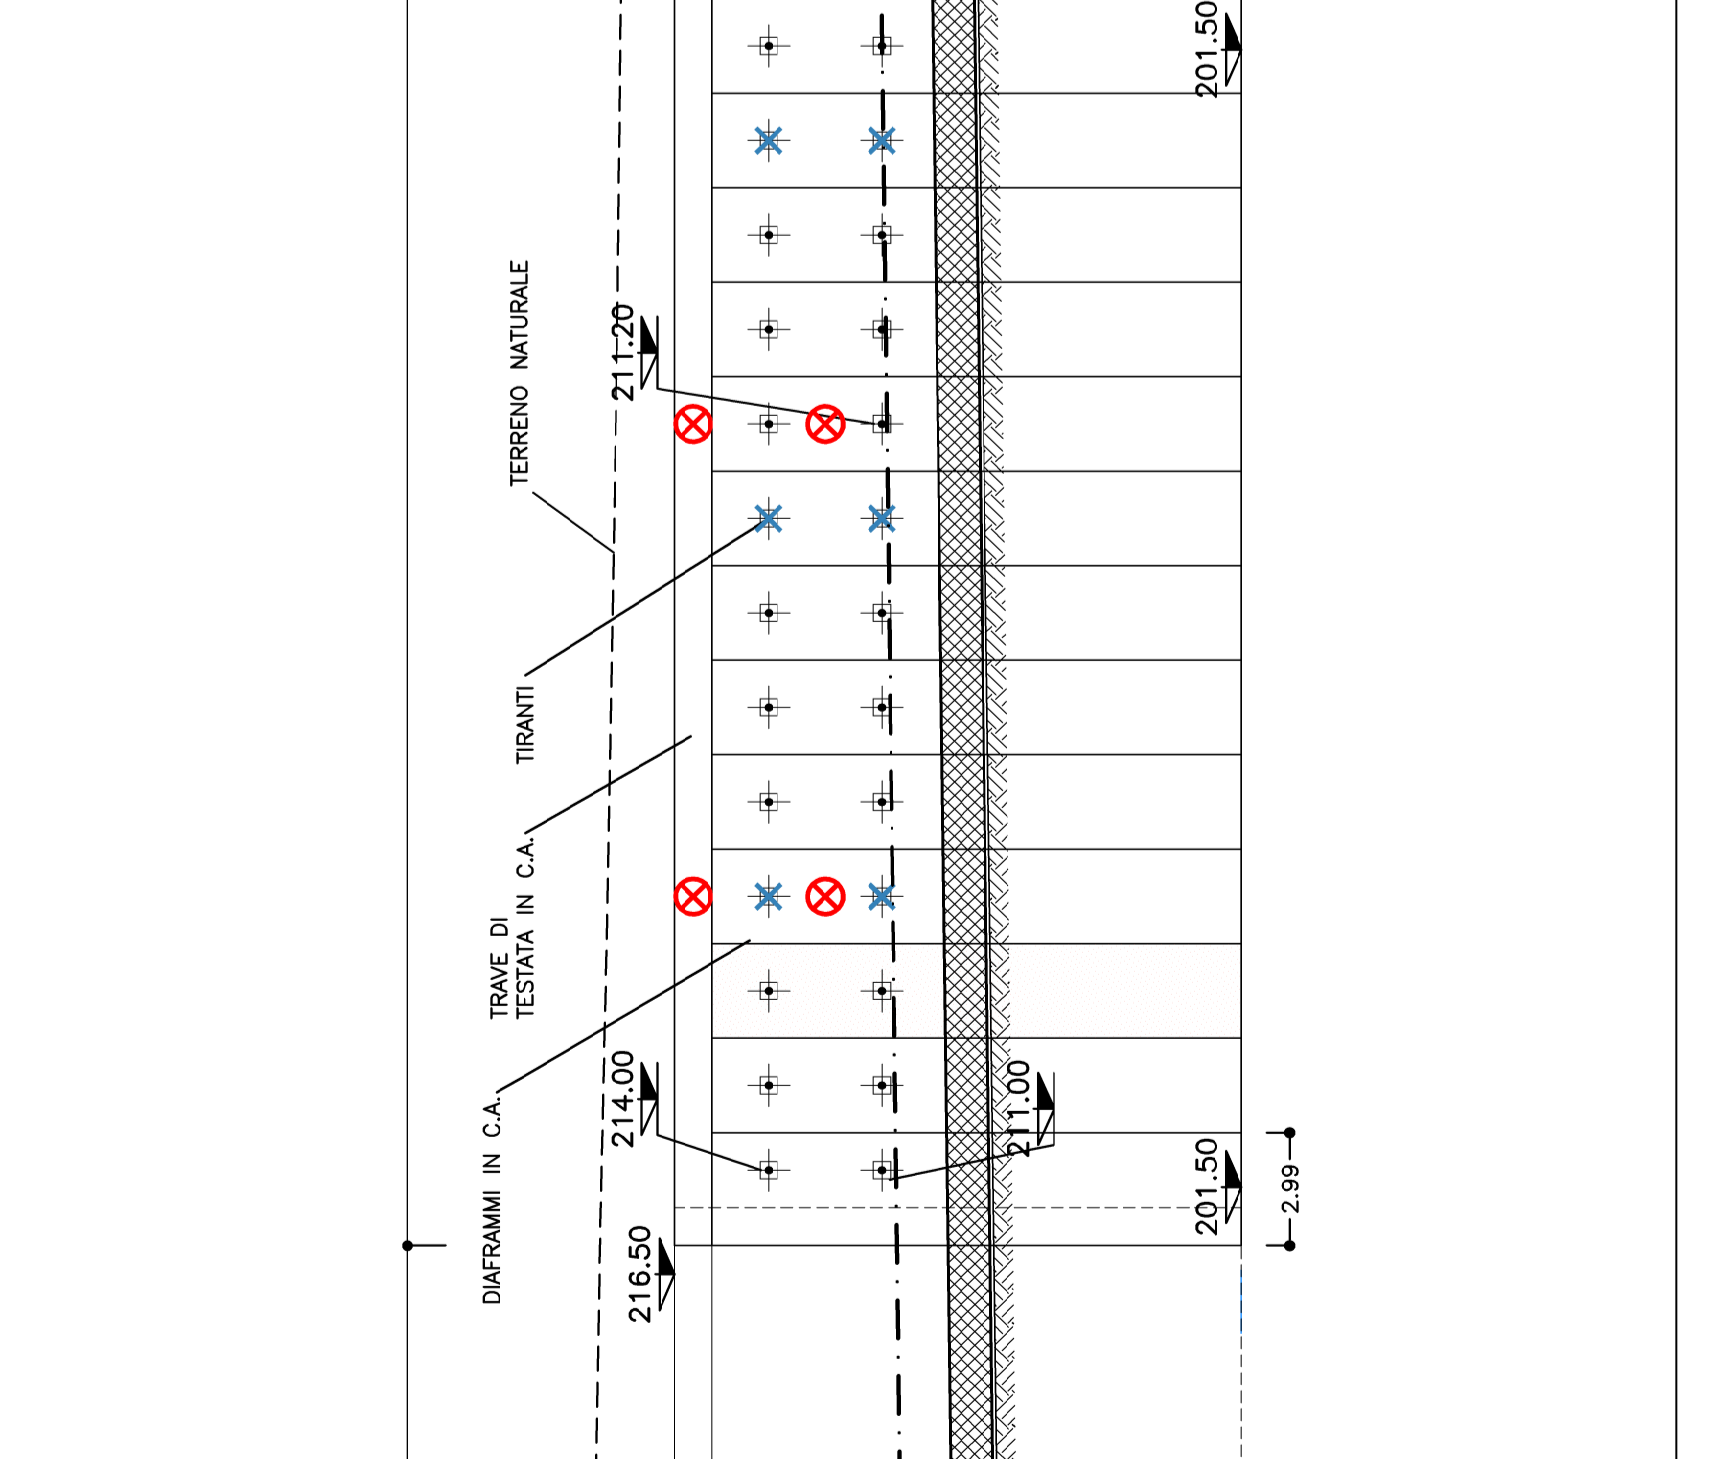 201.50
TERRENO NATURALE
211.20
TIRANTI
TRAVE DI
TESTATA IN C.A.
DIAFRAMMI IN C.A.
214.00
211.00
201.50
2.99
216.50